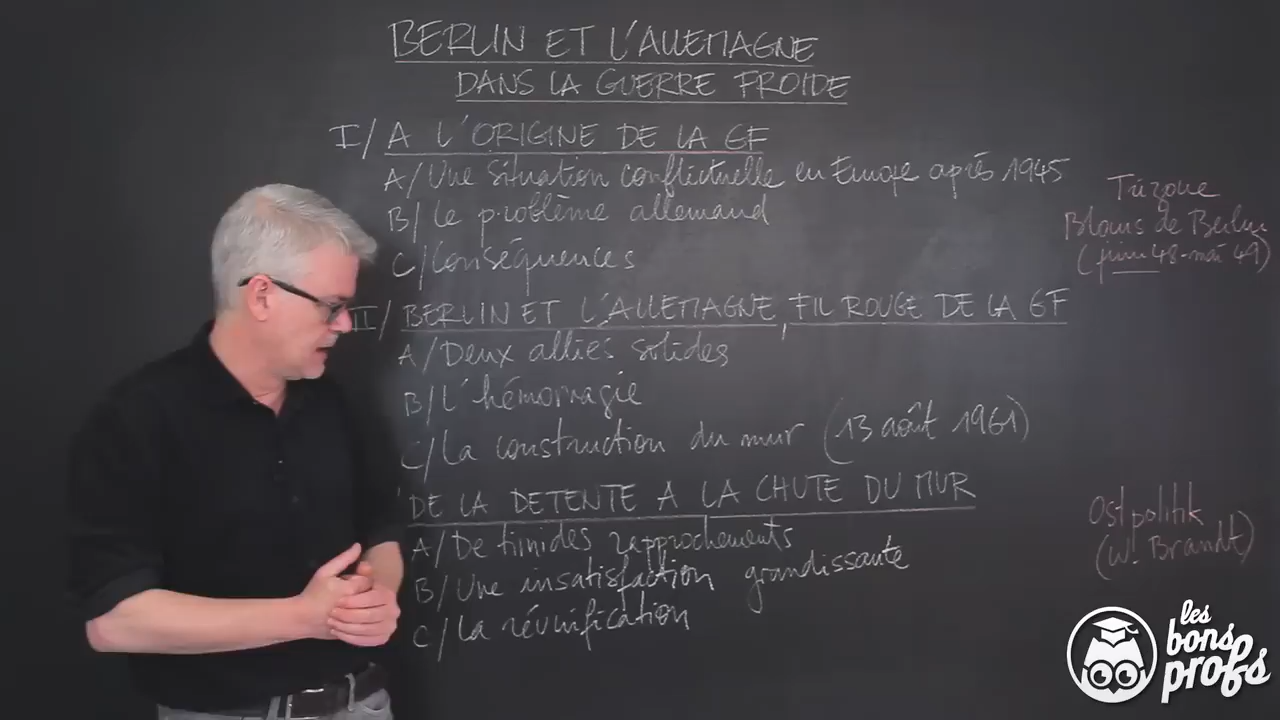 BERLIN ET L'ALLEMAGNE
DANS LA GUERRE FROIDE
I/ A L'ORIGINE DE LA GF
A/ Une situation conflictuelle en Europe après 1945
B/ Le problème allemand
C/ Conséquences
II/ BERLIN ET L'ALLEMAGNE, FIL ROUGE DE LA GF
A/ Deux alliés solides
B/ L'hémorragie
C/ La construction du mur (13 août 1961)
DE LA DETENTE A LA CHUTE DU MUR
A/ De timides rapprochements
B/ Une insatisfaction grandissante
C/ La réunification
Trizone
Blocus de Berlin
(juin 48-mai 49)
Ostpolitik
(W. Brandt)
les
bons
profs